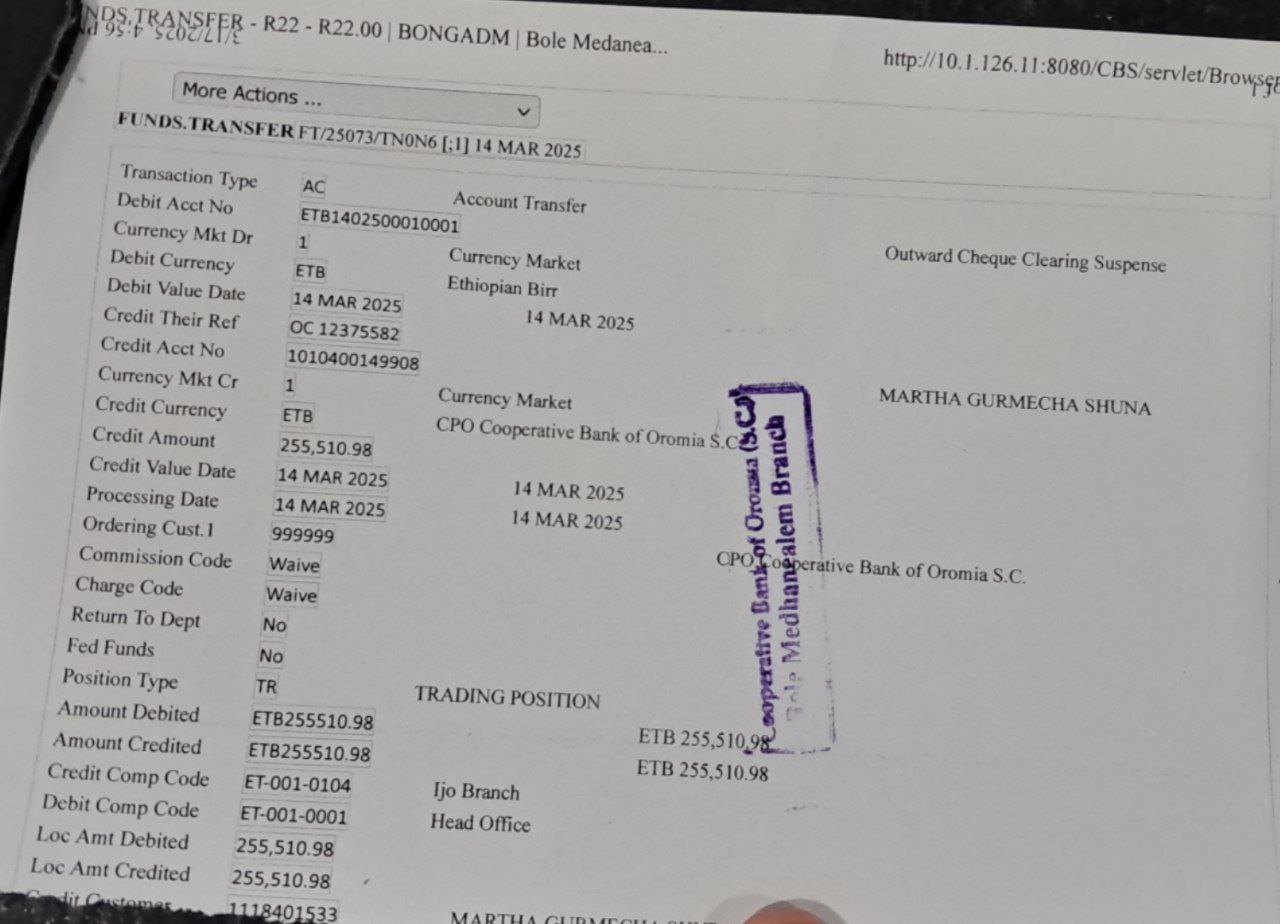 NDS.TRANSFER - R22 - R22.00 | BONGADM | Bole Medanea...
3/17/2025, 4:56 P
http://10.1.126.11:8080/CBS/servlet/Browser
More Actions ...
FUNDS.TRANSFER FT/25073/TN0N6 [;1] 14 MAR 2025
Transaction Type AC Account Transfer
Debit Acct No ETB1402500010001 Outward Cheque Clearing Suspense
Currency Mkt Dr 1 Currency Market
Debit Currency ETB Ethiopian Birr
Debit Value Date 14 MAR 2025 14 MAR 2025
Credit Their Ref OC 12375582
Credit Acct No 1010400149908 MARTHA GURMECHA SHUNA
Currency Mkt Cr 1 Currency Market
Credit Currency ETB CPO Cooperative Bank of Oromia S.C
Credit Amount 255,510.98
Credit Value Date 14 MAR 2025 14 MAR 2025
Processing Date 14 MAR 2025 14 MAR 2025
Ordering Cust.1 999999 CPO Cooperative Bank of Oromia S.C.
Commission Code Waive
Charge Code Waive
Return To Dept No
Fed Funds No
Position Type TR TRADING POSITION
Amount Debited ETB255510.98 ETB 255,510.98
Amount Credited ETB255510.98 ETB 255,510.98
Credit Comp Code ET-001-0104 Ijo Branch
Debit Comp Code ET-001-0001 Head Office
Loc Amt Debited 255,510.98
Loc Amt Credited 255,510.98
Credit Customer 1118401533 MARTHA GURMECHA
Cooperative Bank of Oromia (S.C)
Bole Medhanealem Branch